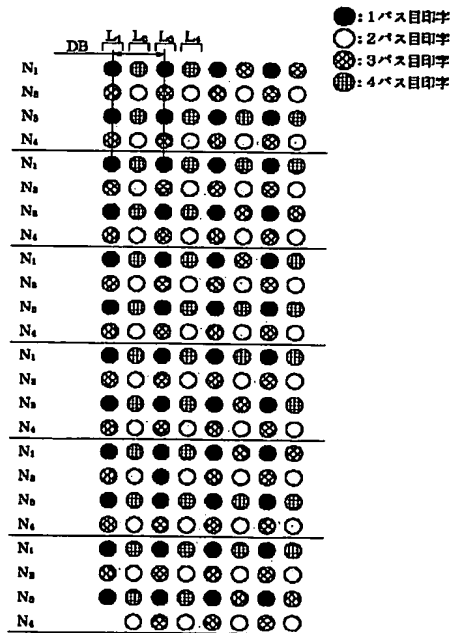 ●:1パス目印字
○:2パス目印字
:3パス目印字
:4パス目印字
L₁ L₂ L₃ L₄
DB
N₁
N₂
N₃
N₄
N₁
N₂
N₃
N₄
N₁
N₂
N₃
N₄
N₁
N₂
N₃
N₄
N₁
N₂
N₃
N₄
N₁
N₂
N₃
N₄